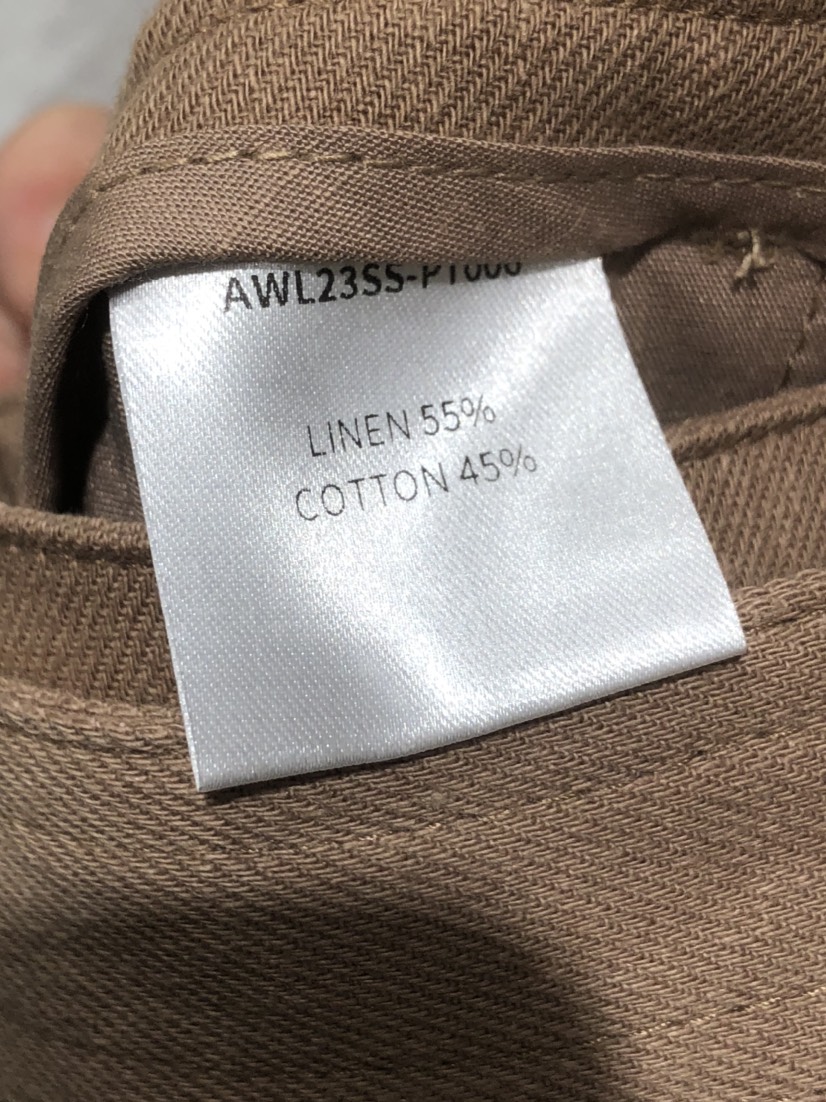 AWL23SS-PT000
LINEN 55%
COTTON 45%